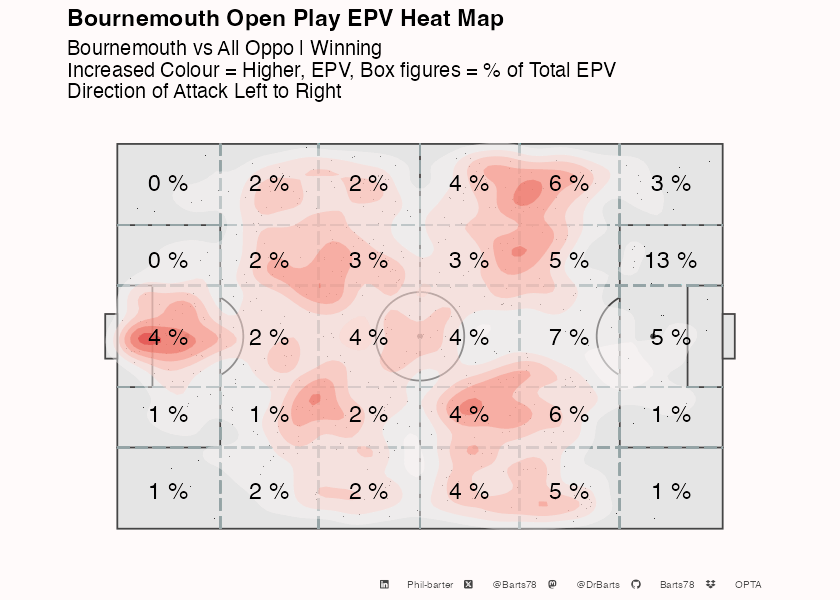 Bournemouth Open Play EPV Heat Map
Bournemouth vs All Oppo | Winning
Increased Colour = Higher, EPV, Box figures = % of Total EPV
Direction of Attack Left to Right
0 % 2 % 2 % 4 % 6 % 3 %
0 % 2 % 3 % 3 % 5 % 13 %
4 % 2 % 4 % 4 % 7 % 5 %
1 % 1 % 2 % 4 % 6 % 1 %
1 % 2 % 2 % 4 % 5 % 1 %
Phil-barter @Barts78 @DrBarts Barts78 OPTA